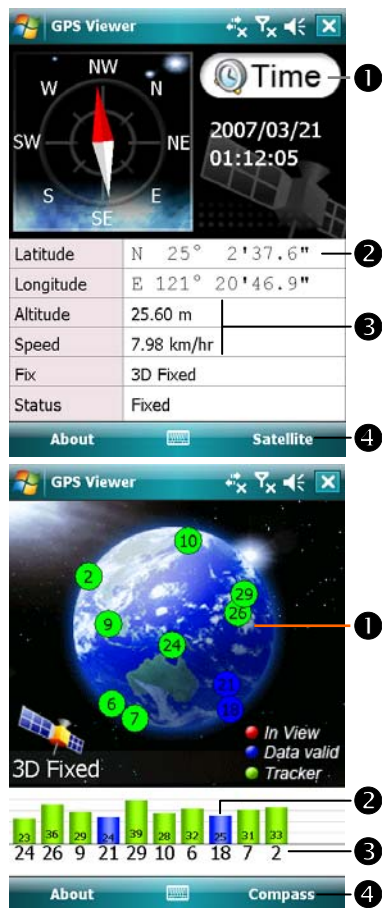 GPS Viewer
NW
W N
SW NE
S E
SE
Time
2007/03/21
01:12:05
1
Latitude N 25° 2'37.6" 2
Longitude E 121° 20'46.9"
Altitude 25.60 m
3
Speed 7.98 km/hr
Fix 3D Fixed
Status Fixed
About Satellite 4
GPS Viewer
10
2
29
26
9
1
24
21
6
18
7
In View
Data valid
Tracker
3D Fixed
2
23 36 29 24 39 28 32 25 31 33
24 26 9 21 29 10 6 18 7 2 3
About Compass 4